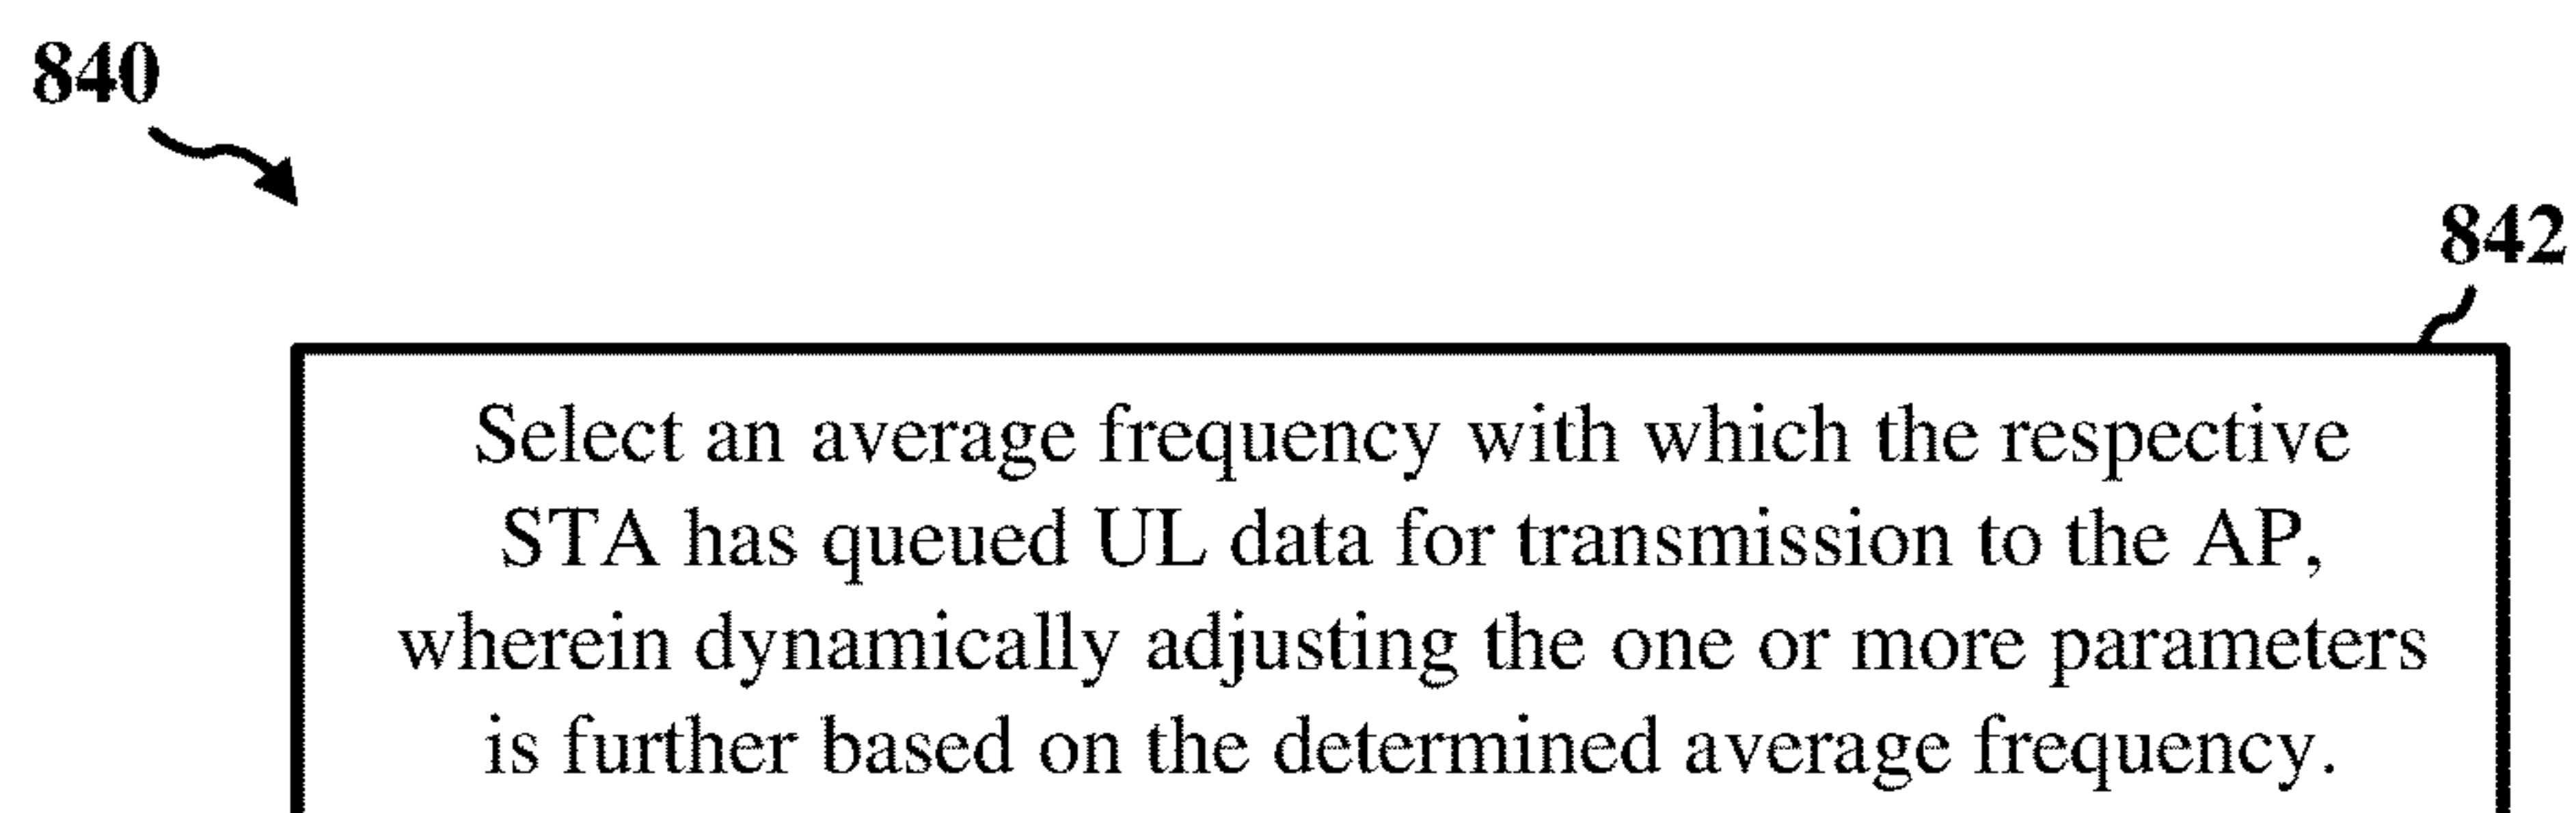 840
842
Select an average frequency with which the respective
STA has queued UL data for transmission to the AP,
wherein dynamically adjusting the one or more parameters
is further based on the determined average frequency.